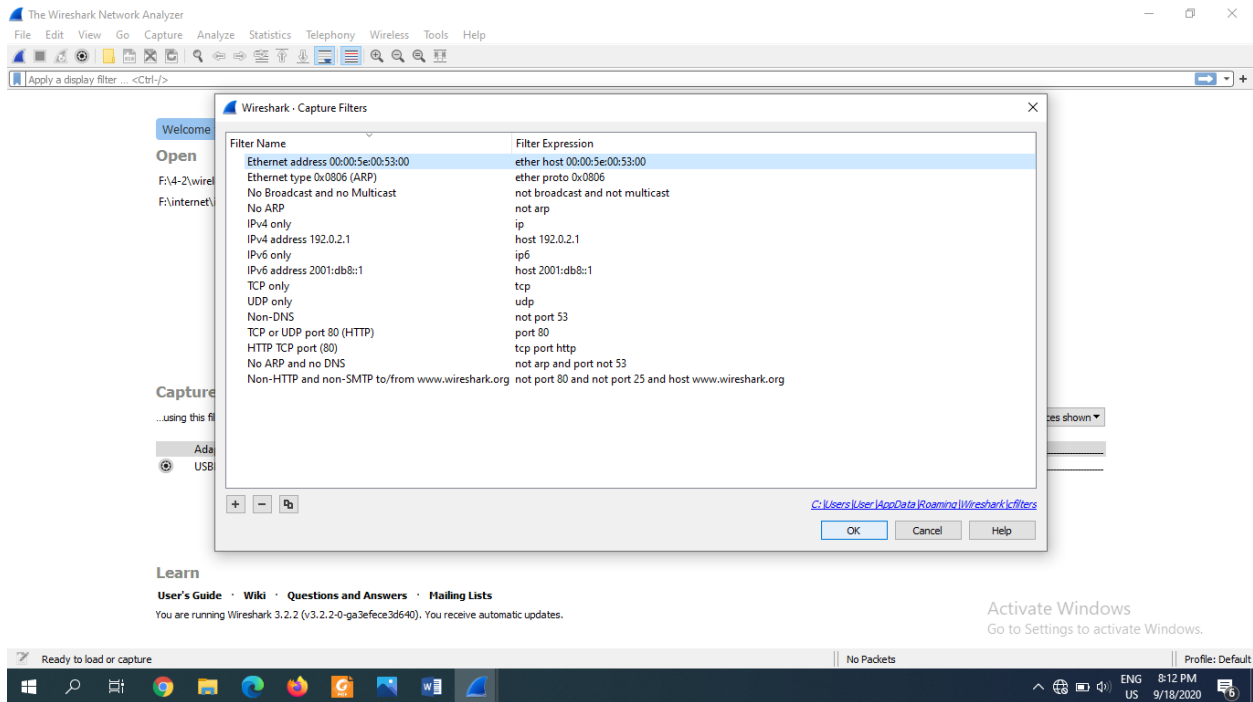 The Wireshark Network Analyzer
File Edit View Go Capture Analyze Statistics Telephony Wireless Tools Help
Apply a display filter ... <Ctrl-/>
+
Wireshark · Capture Filters
Welcome
Open
F:\4-2\wirel
F:\internet\i
Filter Name Filter Expression
Ethernet address 00:00:5e:00:53:00 ether host 00:00:5e:00:53:00
Ethernet type 0x0806 (ARP) ether proto 0x0806
No Broadcast and no Multicast not broadcast and not multicast
No ARP not arp
IPv4 only ip
IPv4 address 192.0.2.1 host 192.0.2.1
IPv6 only ip6
IPv6 address 2001:db8::1 host 2001:db8::1
TCP only tcp
UDP only udp
Non-DNS not port 53
TCP or UDP port 80 (HTTP) port 80
HTTP TCP port (80) tcp port http
No ARP and no DNS not arp and port not 53
Non-HTTP and non-SMTP to/from www.wireshark.org not port 80 and not port 25 and host www.wireshark.org
Capture
...using this fil
ces shown
Ada
USB
C:\Users\User\AppData\Roaming\Wireshark\cfilters
OK Cancel Help
Learn
User's Guide · Wiki · Questions and Answers · Mailing Lists
You are running Wireshark 3.2.2 (v3.2.2-0-ga3efece3d640). You receive automatic updates.
Activate Windows
Go to Settings to activate Windows.
Ready to load or capture No Packets Profile: Default
ENG 8:12 PM
US 9/18/2020 6